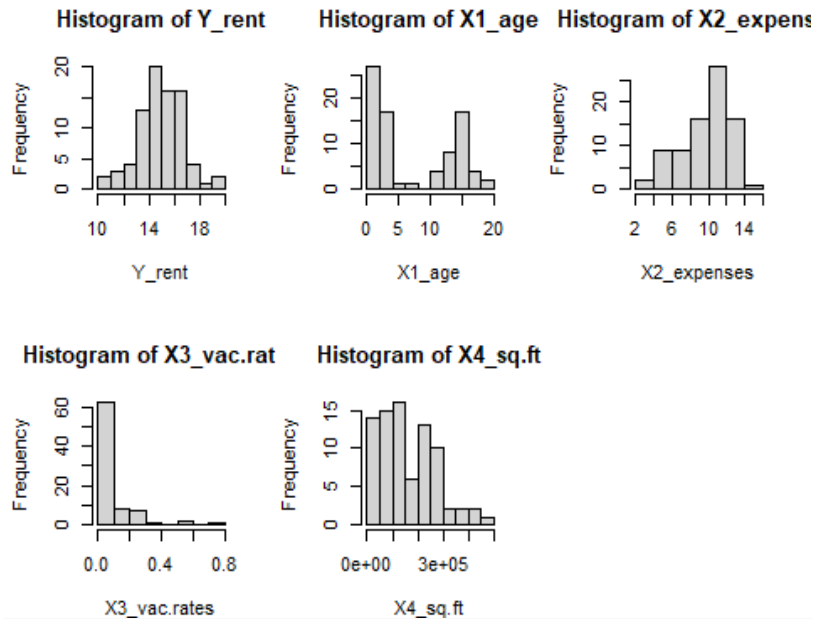 Histogram of Y_rent
Frequency
0 5 20
10 14 18
Y_rent
Histogram of X1_age
Frequency
0 10
0 5 10 20
X1_age
Histogram of X2_expens
Frequency
0 10 20
2 6 10 14
X2_expenses
Histogram of X3_vac.rat
Frequency
0 20 40 60
0.0 0.4 0.8
X3_vac.rates
Histogram of X4_sq.ft
Frequency
0 5 10 15
0e+00 3e+05
X4_sq.ft